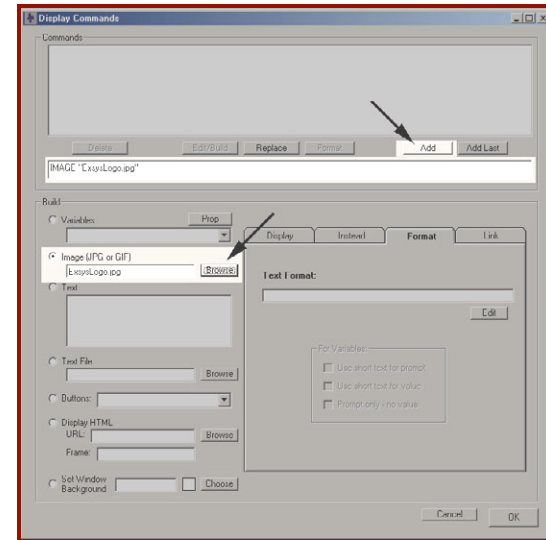 Display Commands
Commands
Delete Edit/Build Replace Format Add Add Last
IMAGE "ExsysLogo.jpg"
Build
Variables Prop
Display Instead Format Link
Image (JPG or GIF)
ExsysLogo.jpg Browse
Text Format:
Text
Edit
For Variables:
Use short text for prompt
Use short text for value
Prompt only - no value
Text File
Browse
Buttons:
Display HTML
URL: Browse
Frame:
Set Window
Background Choose
Cancel OK